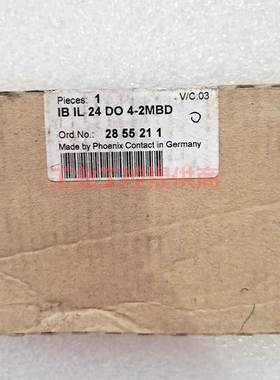 Pieces: 1 V/C:03
IB IL 24 DO 4-2MBD
Ord.No.: 28 55 21 1
Made by Phoenix Contact in Germany